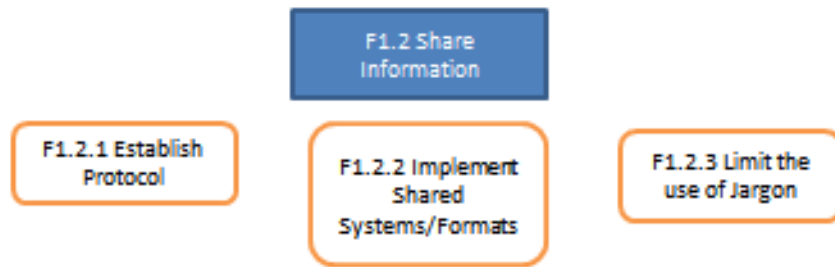 F1.2 Share
Information
F1.2.1 Establish
Protocol
F1.2.2 Implement
Shared
Systems/Formats
F1.2.3 Limit the
use of Jargon